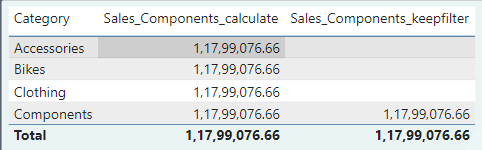 Category Sales_Components_calculate Sales_Components_keepfilter
Accessories 1,17,99,076.66
Bikes 1,17,99,076.66
Clothing 1,17,99,076.66
Components 1,17,99,076.66 1,17,99,076.66
Total 1,17,99,076.66 1,17,99,076.66